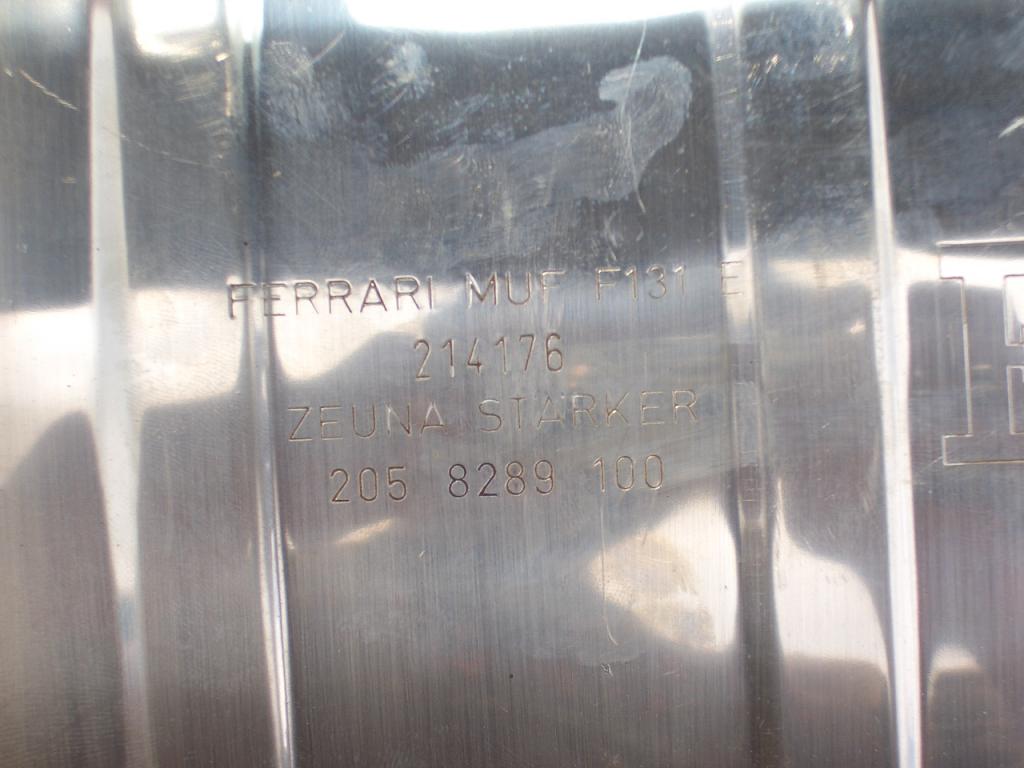 FERRARI MUF F131 E
214176
ZEUNA STARKER
205 8289 100